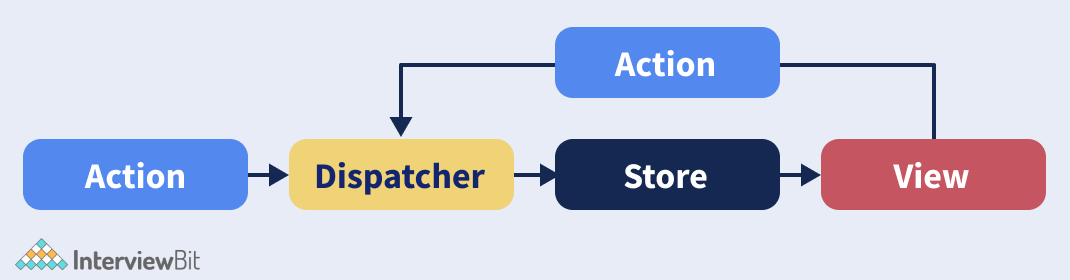 Action
Action
Dispatcher
Store
View
InterviewBit